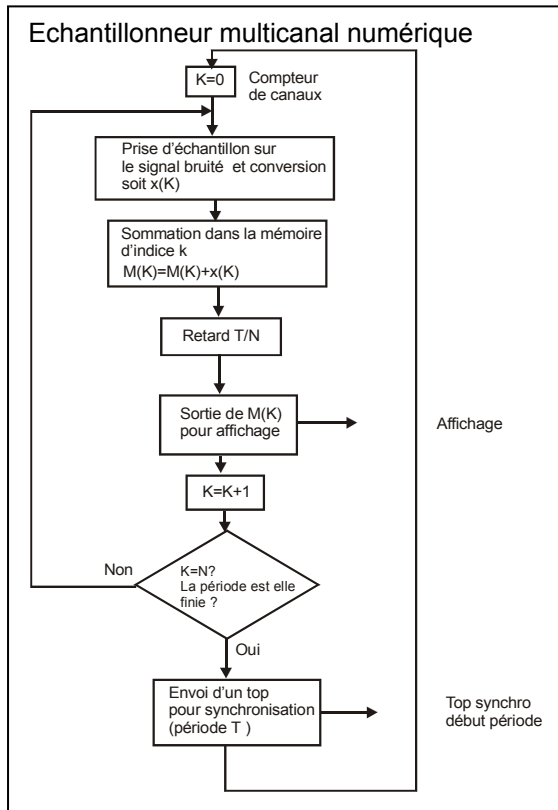 Echantillonneur multicanal numérique
K=0
Compteur
de canaux
Prise d'échantillon sur
le signal bruité et conversion
soit x(K)
Sommation dans la mémoire
d'indice k
M(K)=M(K)+x(K)
Retard T/N
Sortie de M(K)
pour affichage
Affichage
K=K+1
Non
K=N?
La période est elle
finie ?
Oui
Envoi d'un top
pour synchronisation
(période T )
Top synchro
début période